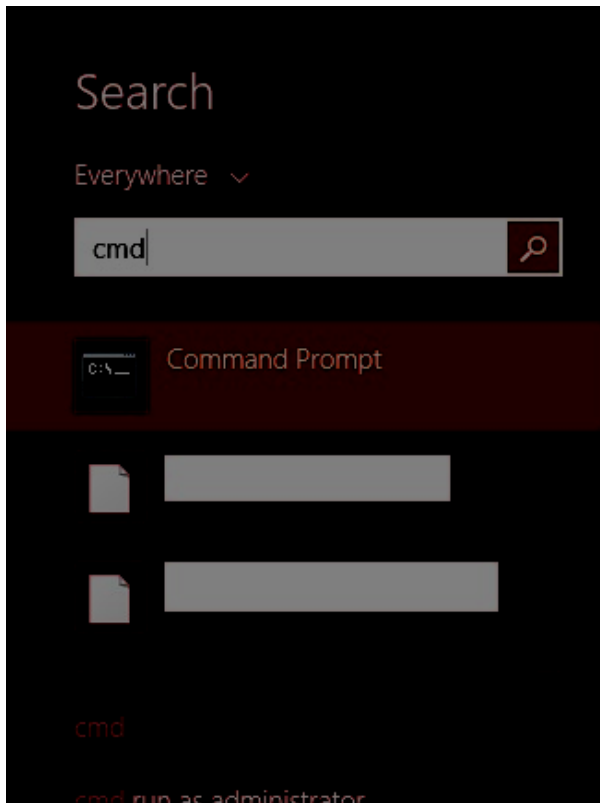 Search
Everywhere
cmd
C:\_
Command Prompt
cmd
cmd run as administrator